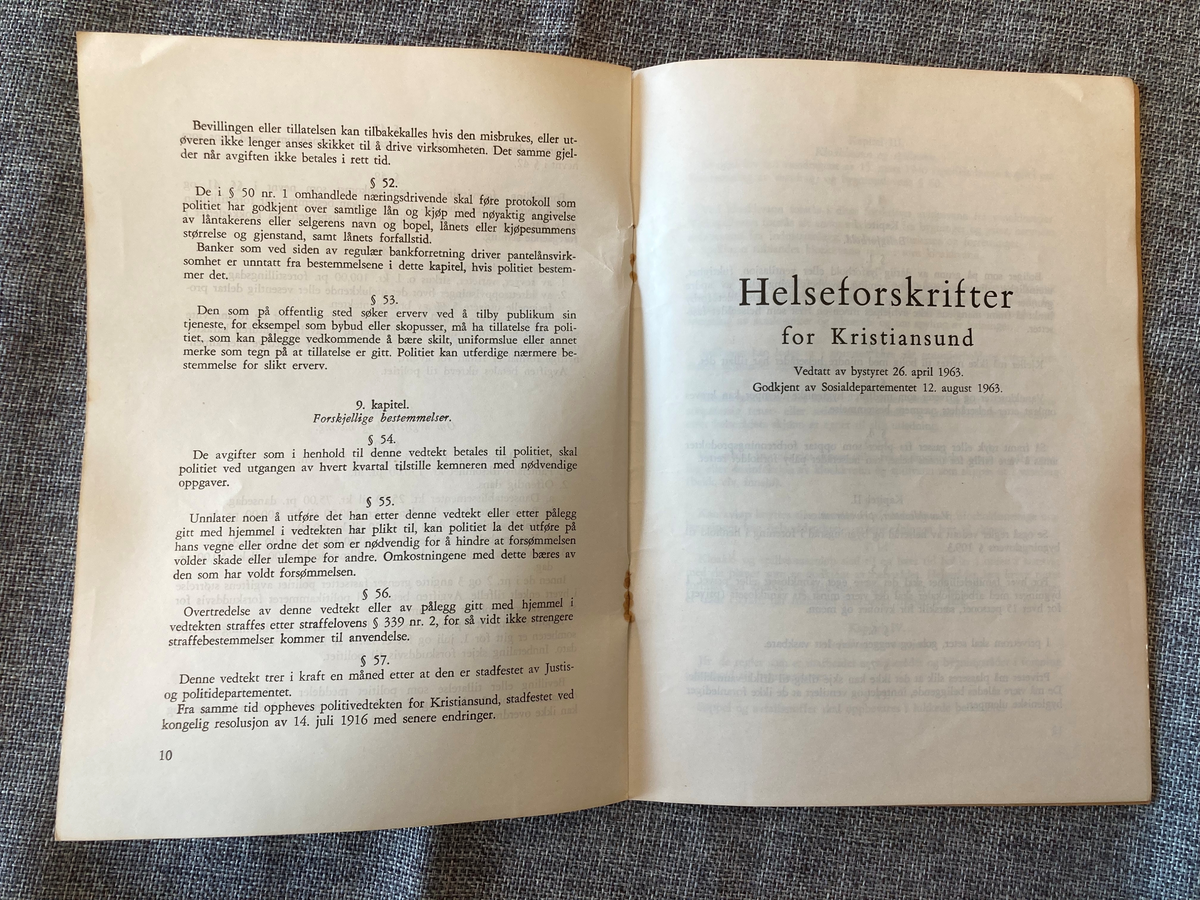 Bevillingen eller tillatelsen kan tilbakekalles hvis den misbrukes, eller ut-
øveren ikke lenger anses skikket til å drive virksomheten. Det samme gjel-
der når avgiften ikke betales i rett tid.
§ 52.
De i § 50 nr. 1 omhandlede næringsdrivende skal føre protokoll som
politiet har godkjent over samtlige lån og kjøp med nøyaktig angivelse
av låntakerens eller selgerens navn og bopel, lånets eller kjøpesummens
størrelse og gjenstand, samt lånets forfallstid.
Banker som ved siden av regulær bankforretning driver pantelånsvirk-
somhet er unntatt fra bestemmelsene i dette kapitel, hvis politiet bestem-
mer det.
§ 53.
Den som på offentlig sted søker erverv ved å tilby publikum sin
tjeneste, for eksempel som bybud eller skopusser, må ha tillatelse fra poli-
tiet, som kan pålegge vedkommende å bære skilt, uniformslue eller annet
merke som tegn på at tillatelse er gitt. Politiet kan utferdige nærmere be-
stemmelse for slikt erverv.
9. kapitel.
Forskjellige bestemmelser.
§ 54.
De avgifter som i henhold til denne vedtekt betales til politiet, skal
politiet ved utgangen av hvert kvartal tilstille kemneren med nødvendige
oppgaver.
§ 55.
Unnlater noen å utføre det han etter denne vedtekt eller etter pålegg
gitt med hjemmel i vedtekten har plikt til, kan politiet la det utføre på
hans vegne eller ordne det som er nødvendig for å hindre at forsømmelsen
volder skade eller ulempe for andre. Omkostningene med dette bæres av
den som har voldt forsømmelsen.
§ 56.
Overtredelse av denne vedtekt eller av pålegg gitt med hjemmel i
vedtekten straffes etter straffelovens § 339 nr. 2, for så vidt ikke strengere
straffebestemmelser kommer til anvendelse.
§ 57.
Denne vedtekt trer i kraft en måned etter at den er stadfestet av Justis-
og politidepartementet.
Fra samme tid oppheves politivedtekten for Kristiansund, stadfestet ved
kongelig resolusjon av 14. juli 1916 med senere endringer.
10
Helseforskrifter
for Kristiansund
Vedtatt av bystyret 26. april 1963.
Godkjent av Sosialdepartementet 12. august 1963.